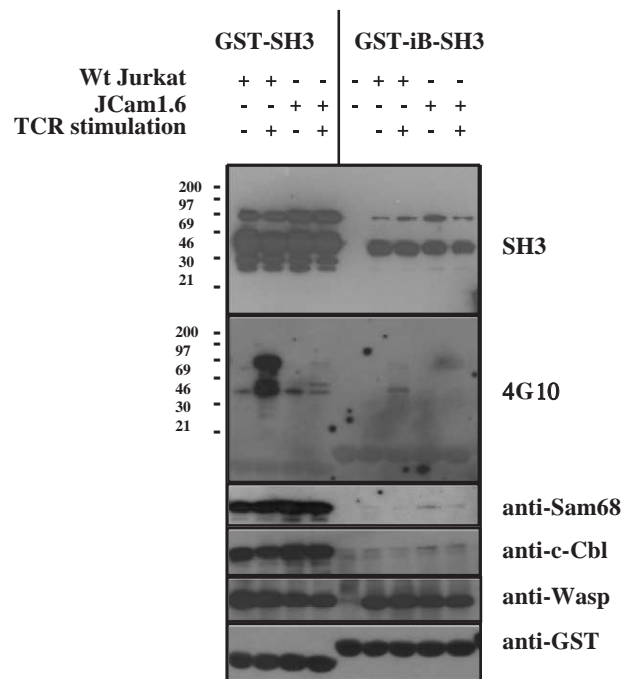 GST-SH3 GST-iB-SH3
Wt Jurkat + + - - - + + - -
JCam1.6 - - + + - - - + +
TCR stimulation - + - + - + - +
200 -
97 -
69 -
46 -
30 -
21 -
SH3
200 -
97 -
69 -
46 -
30 -
21 -
4G10
anti-Sam68
anti-c-Cbl
anti-Wasp
anti-GST